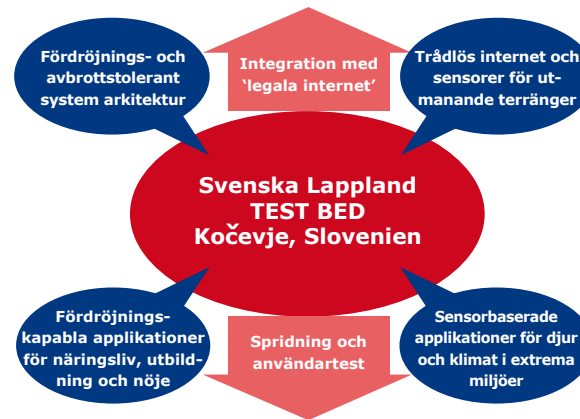 Fördröjnings- och
avbrottstolerant
system arkitektur
Integration med
‘legala internet’
Trådlös internet och
sensorer för ut-
manande terränger
Svenska Lappland
TEST BED
Kočevje, Slovenien
Fördröjnings-
kapabla applikationer
för näringsliv, utbild-
ning och nöje
Spridning och
användartest
Sensorbaserade
applikationer för djur
och klimat i extrema
miljöer